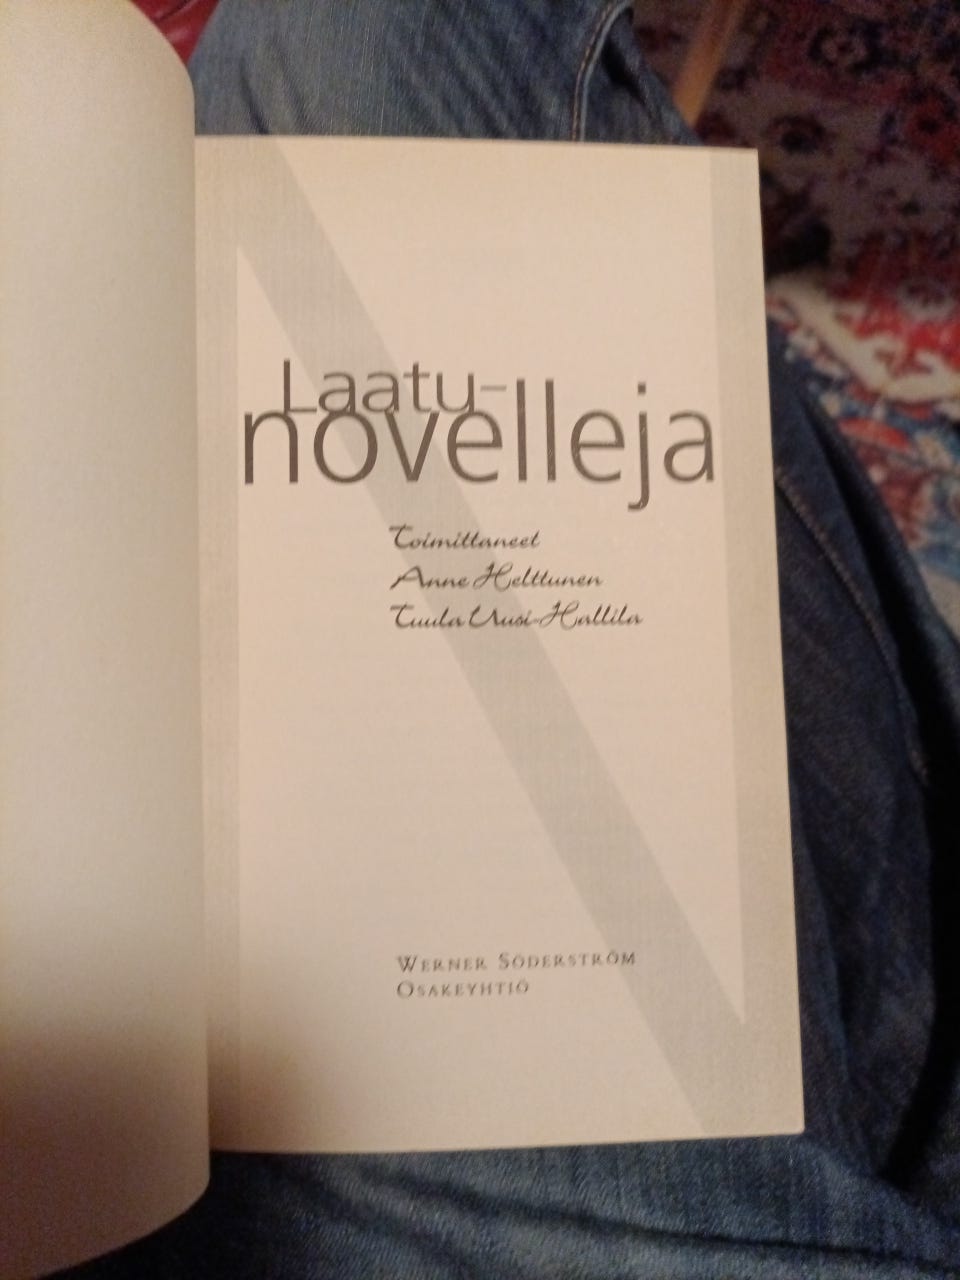 Laatu-
novelleja
Toimittaneet
Anne Helttunen
Tuula Uusi-Hallila
WERNER SÖDERSTRÖM
OSAKEYHTIÖ